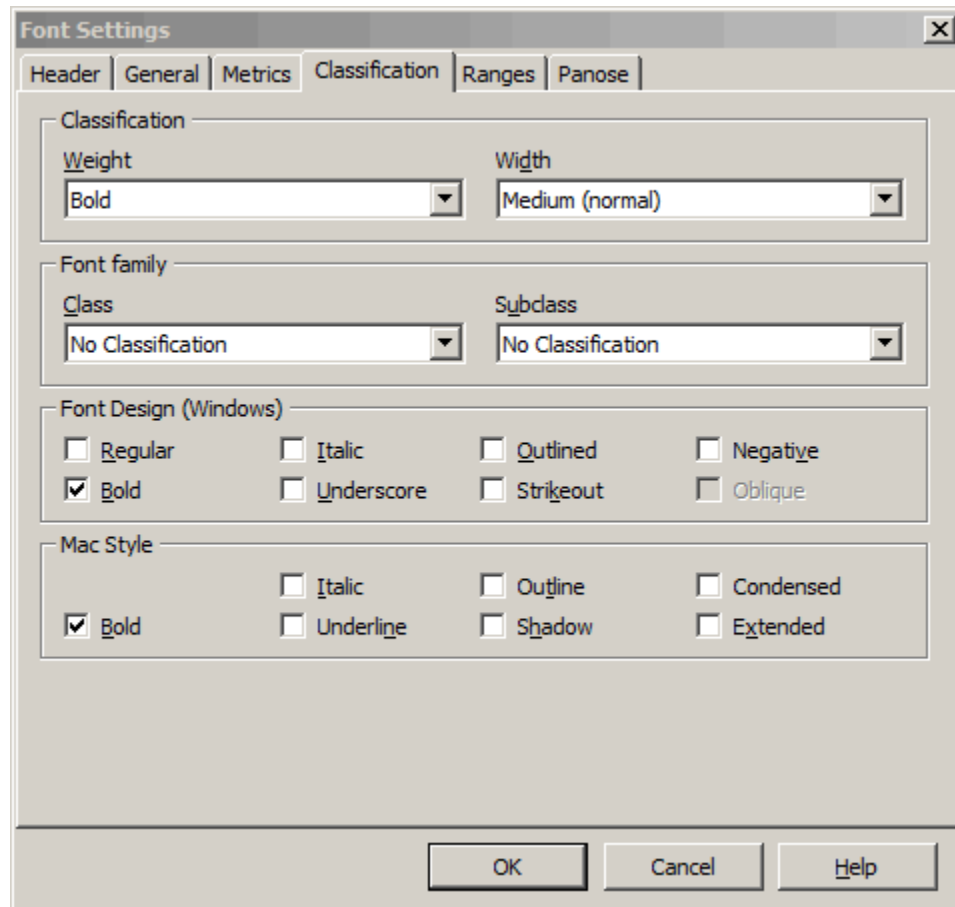 Font Settings
Header General Metrics Classification Ranges Panose
Classification
Weight Width
Bold Medium (normal)
Font family
Class Subclass
No Classification No Classification
Font Design (Windows)
Regular Italic Outlined Negative
Bold Underscore Strikeout Oblique
Mac Style
Italic Outline Condensed
Bold Underline Shadow Extended
OK Cancel Help